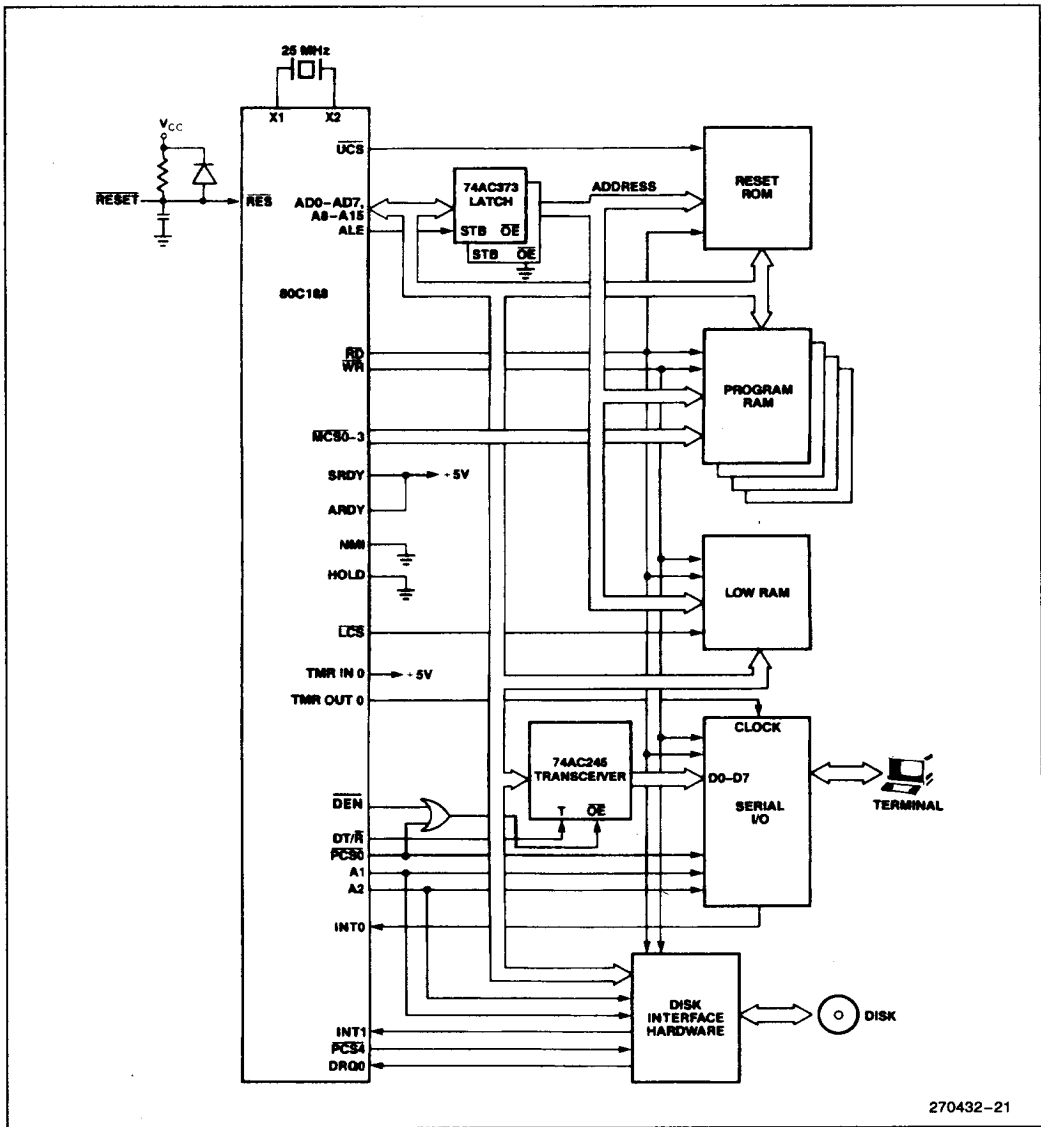 25 MHz
X1 X2
VCC
UCS
RESET
RES
AD0–AD7,
A8–A15
ALE
74AC373
LATCH
STB OE
STB OE
ADDRESS
RESET
ROM
80C188
RD
WR
PROGRAM
RAM
MCS0-3
SRDY
+5V
ARDY
NMI
HOLD
LOW RAM
LCS
TMR IN 0
+5V
TMR OUT 0
CLOCK
74AC245
TRANSCEIVER
T OE
D0–D7
SERIAL
I/O
TERMINAL
DEN
DT/R
PCS0
A1
A2
INT0
DISK
INTERFACE
HARDWARE
DISK
INT1
PCS4
DRQ0
270432–21